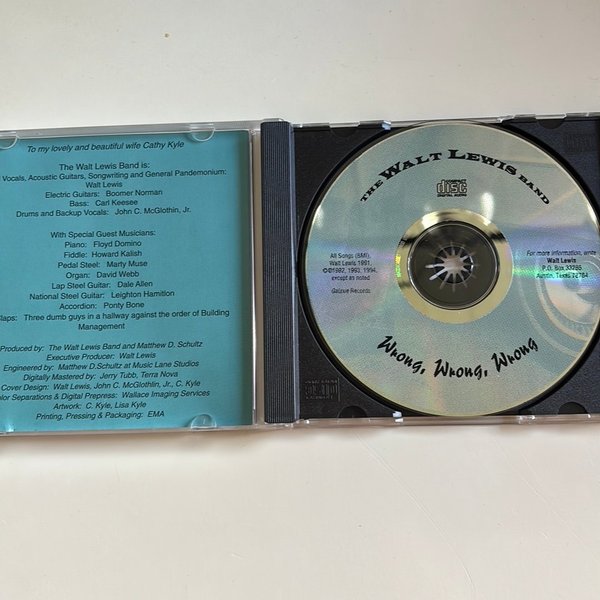 To my lovely and beautiful wife Cathy Kyle
The Walt Lewis Band is:
Vocals, Acoustic Guitars, Songwriting and General Pandemonium:
Walt Lewis
Electric Guitars: Boomer Norman
Bass: Carl Keesee
Drums and Backup Vocals: John C. McGlothin, Jr.
With Special Guest Musicians:
Piano: Floyd Domino
Fiddle: Howard Kalish
Pedal Steel: Marty Muse
Organ: David Webb
Lap Steel Guitar: Dale Allen
National Steel Guitar: Leighton Hamilton
Accordion: Ponty Bone
Claps: Three dumb guys in a hallway against the order of Building
Management
Produced by: The Walt Lewis Band and Matthew D. Schultz
Executive Producer: Walt Lewis
Engineered by: Matthew D.Schultz at Music Lane Studios
Digitally Mastered by: Jerry Tubb, Terra Nova
Cover Design: Walt Lewis, John C. McGlothin, Jr., C. Kyle
Color Separations & Digital Prepress: Wallace Imaging Services
Artwork: C. Kyle, Lisa Kyle
Printing, Pressing & Packaging: EMA
THE WALT LEWIS BAND
COMPACT
disc
DIGITAL AUDIO
All Songs (BMI),
Walt Lewis 1991,
©℗1987, 1993, 1994,
except as noted
Records
For more information, write
Walt Lewis
P.O. Box 33295
Austin, Texas 78764
Wrong, Wrong, Wrong